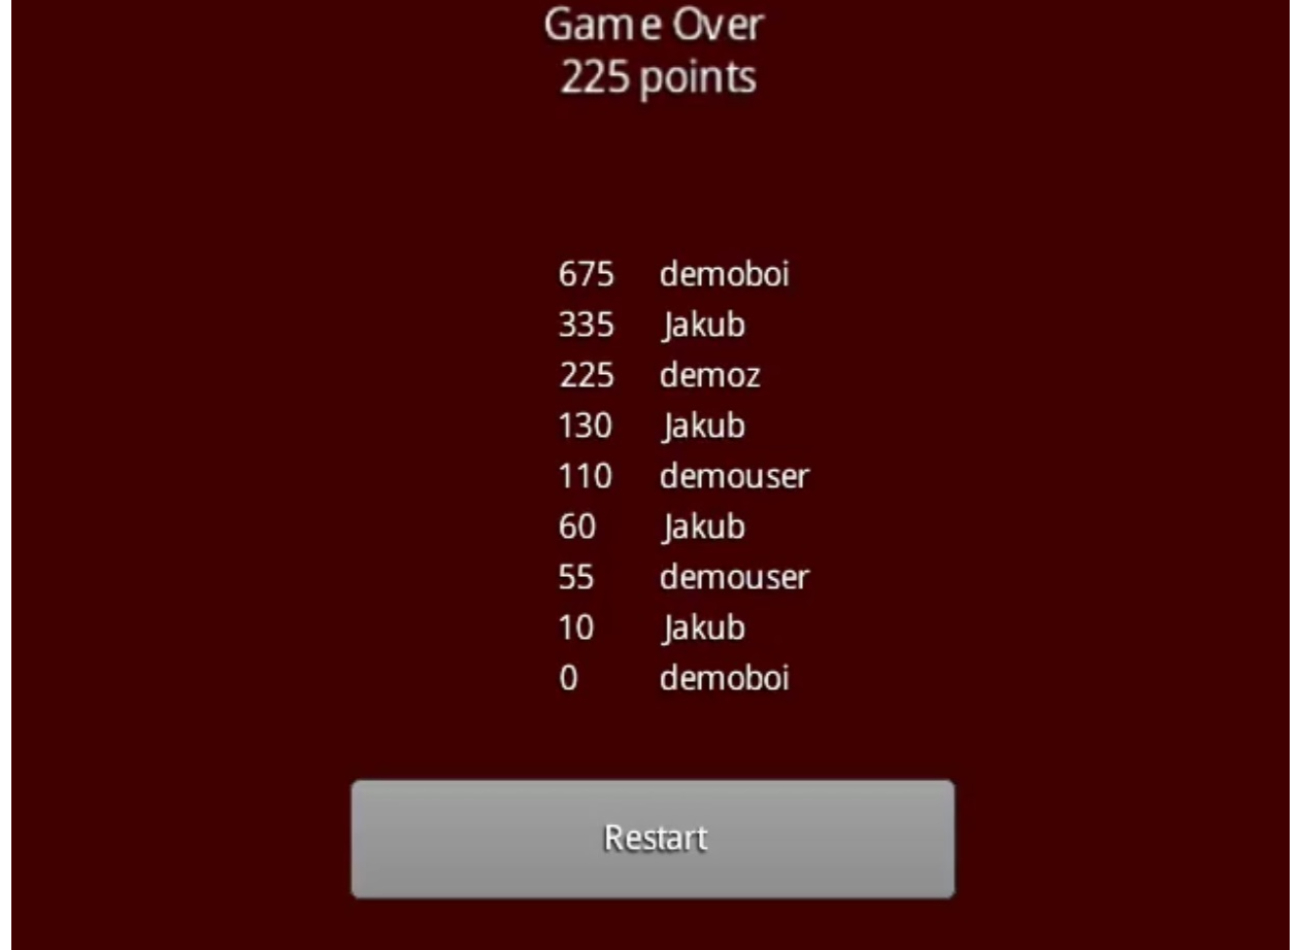 Game Over
225 points
675 demoboi
335 Jakub
225 demoz
130 Jakub
110 demouser
60 Jakub
55 demouser
10 Jakub
0 demoboi
Restart